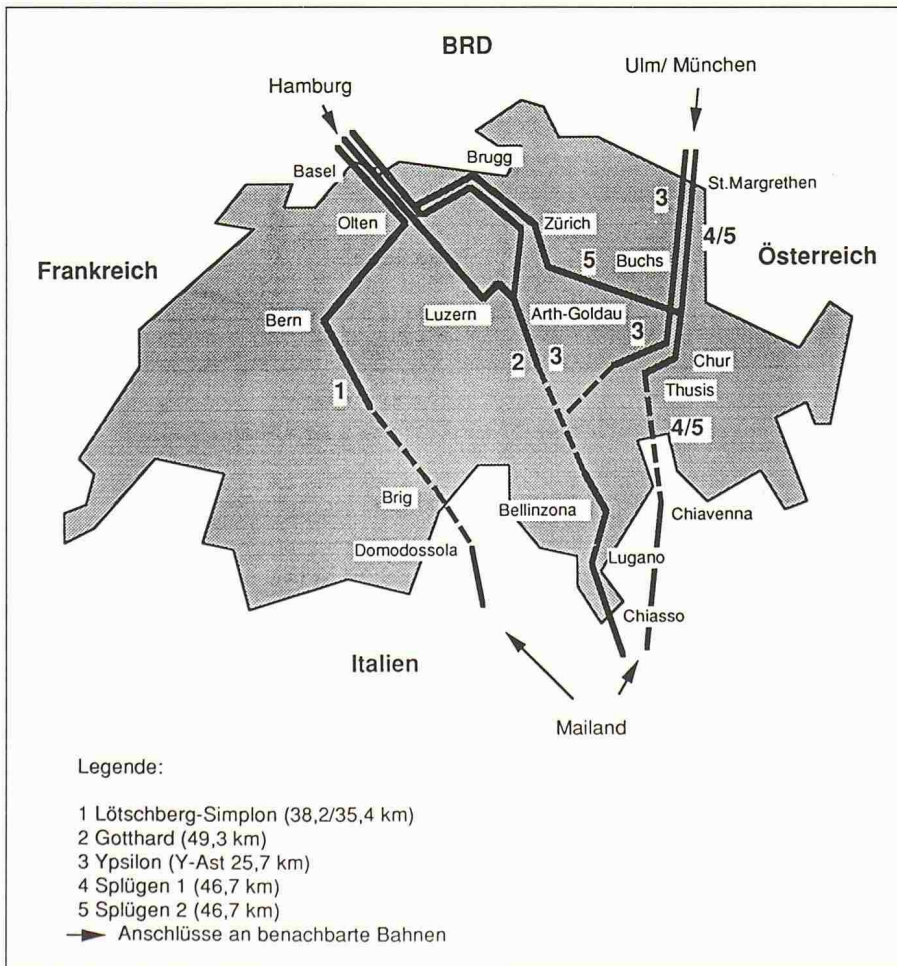 BRD
Ulm/ München
Hamburg
Brugg
Basel
St.Margrethen
3
Olten
Zürich
4/5
Frankreich
5
Buchs
Österreich
Bern
Luzern
Arth-Goldau
3
2
3
Chur
Thusis
1
4/5
Brig
Bellinzona
Chiavenna
Domodossola
Lugano
Chiasso
Italien
Mailand
Legende:
1 Lötschberg-Simplon (38,2/35,4 km)
2 Gotthard (49,3 km)
3 Ypsilon (Y-Ast 25,7 km)
4 Splügen 1 (46,7 km)
5 Splügen 2 (46,7 km)
Anschlüsse an benachbarte Bahnen